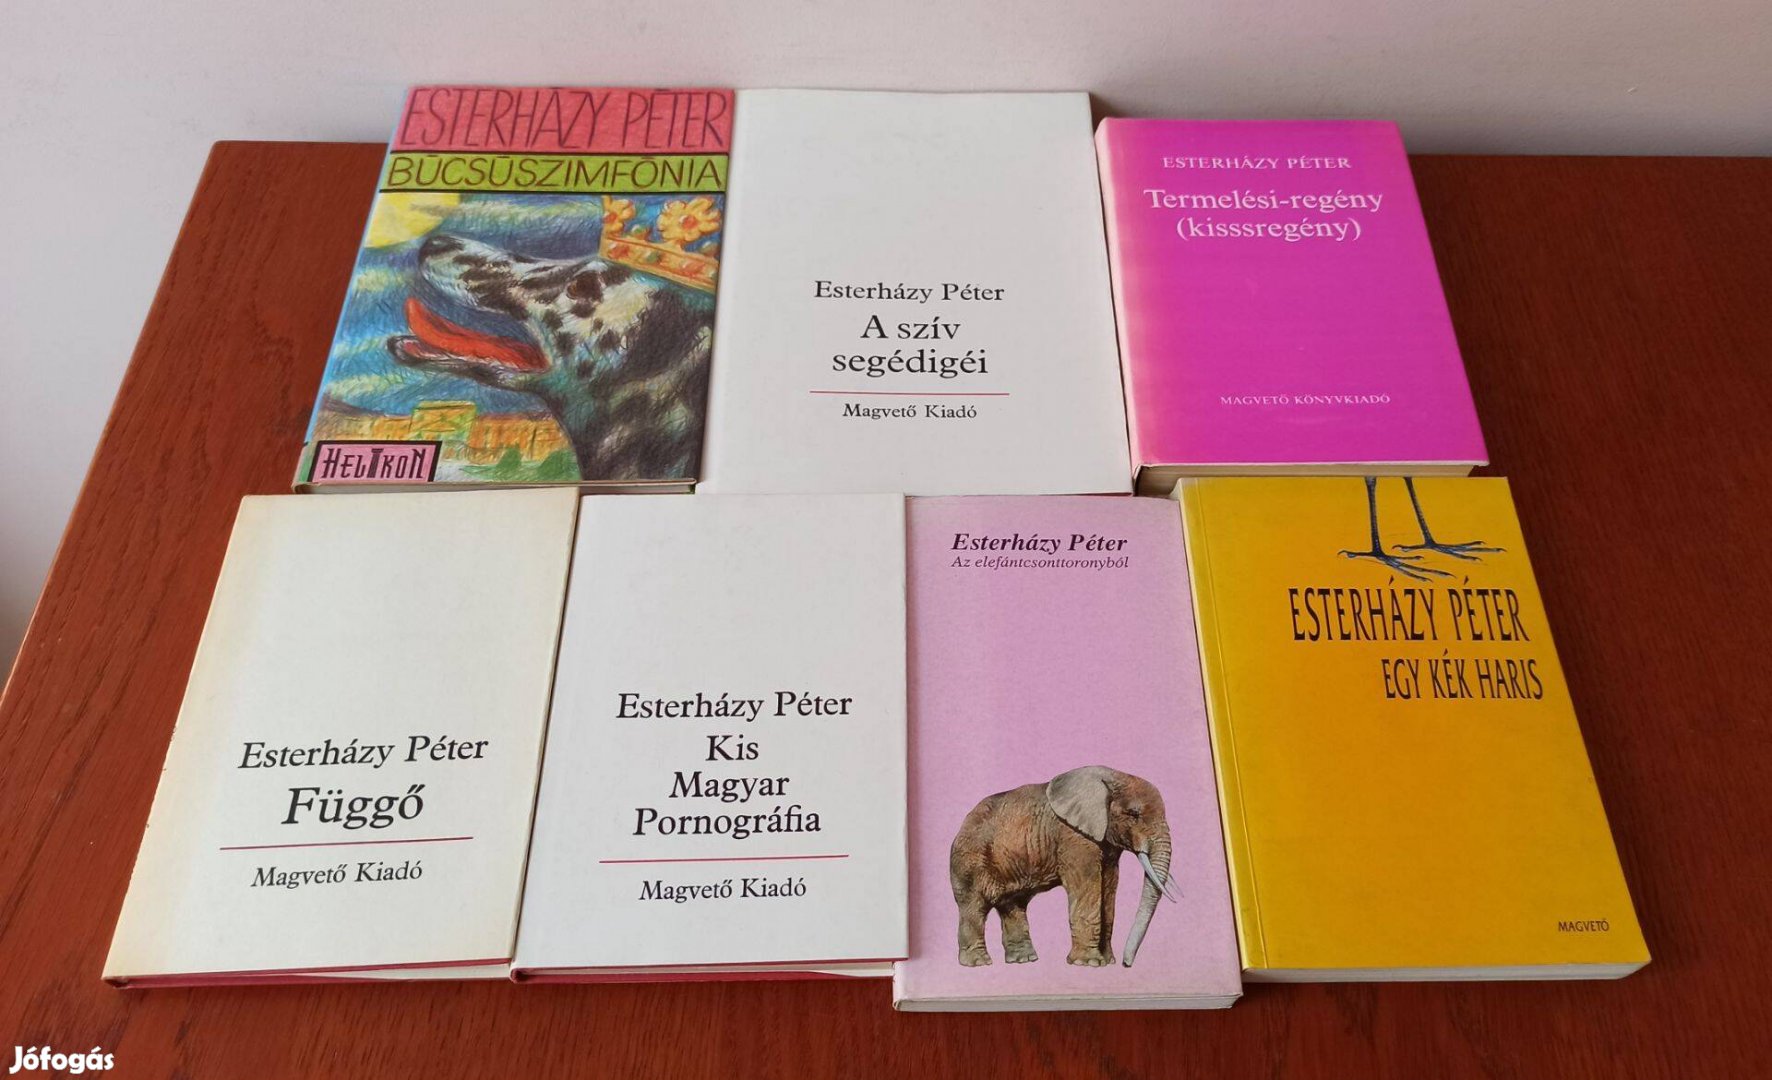 ESTERHÁZY PÉTER
BÚCSÚSZIMFÓNIA
HELIKON
Esterházy Péter
A szív
segédigéi
Magvető Kiadó
ESTERHÁZY PÉTER
Termelési-regény
(kisssregény)
MAGVETŐ KÖNYVKIADÓ
Esterházy Péter
Függő
Magvető Kiadó
Esterházy Péter
Kis
Magyar
Pornográfia
Magvető Kiadó
Esterházy Péter
Az elefántcsonttoronyból
ESTERHÁZY PÉTER
EGY KÉK HARIS
MAGVETŐ
Jófogás